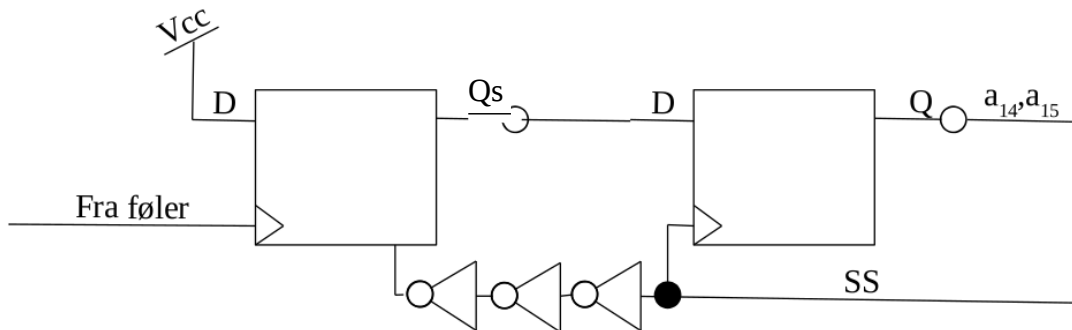 Vcc
D
Qs
D
Q
a14,a15
Fra føler
SS